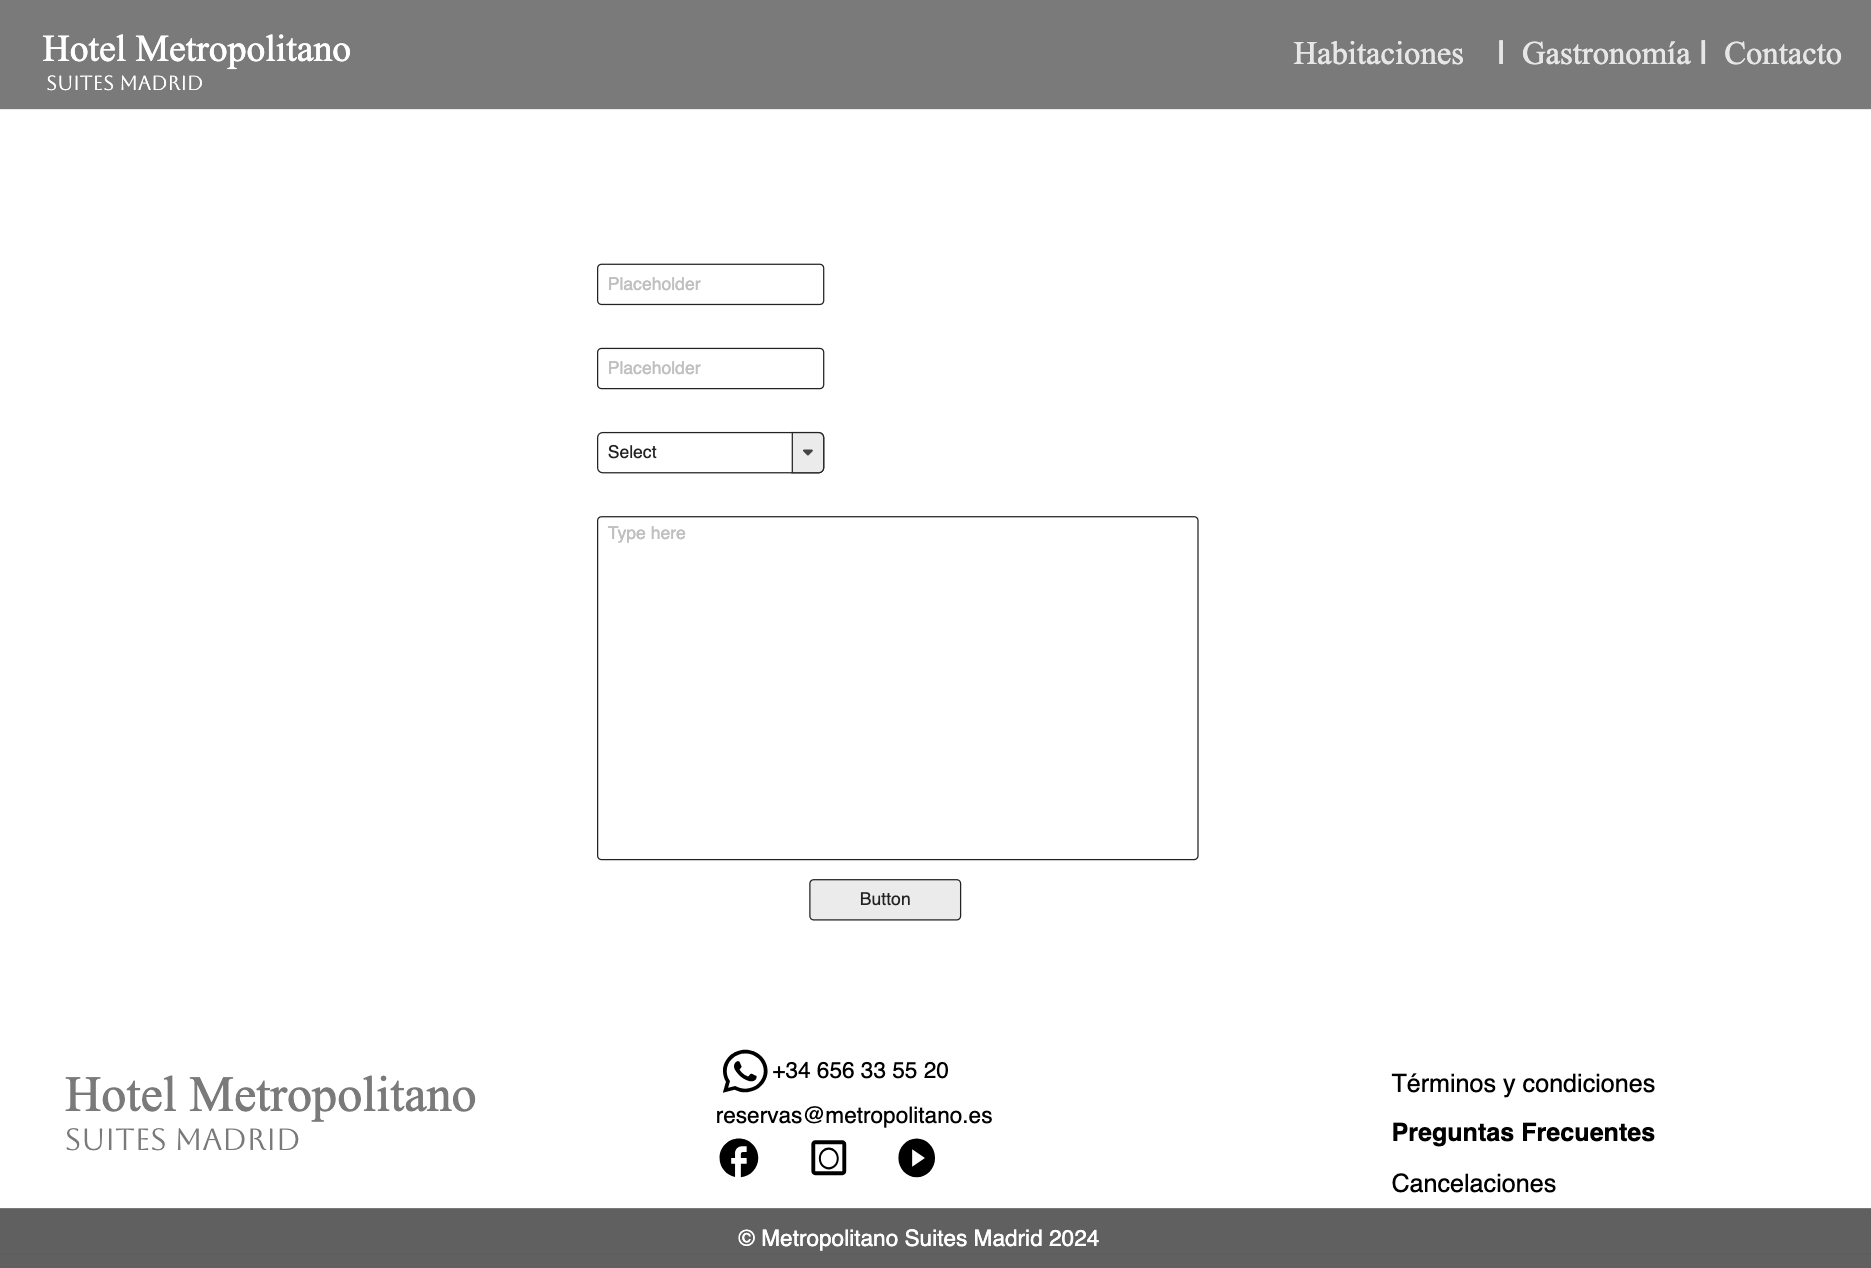 Hotel Metropolitano
SUITES MADRID
Habitaciones | Gastronomía | Contacto
Placeholder
Placeholder
Select
Type here
Button
Hotel Metropolitano
SUITES MADRID
+34 656 33 55 20
reservas@metropolitano.es
Términos y condiciones
Preguntas Frecuentes
Cancelaciones
© Metropolitano Suites Madrid 2024